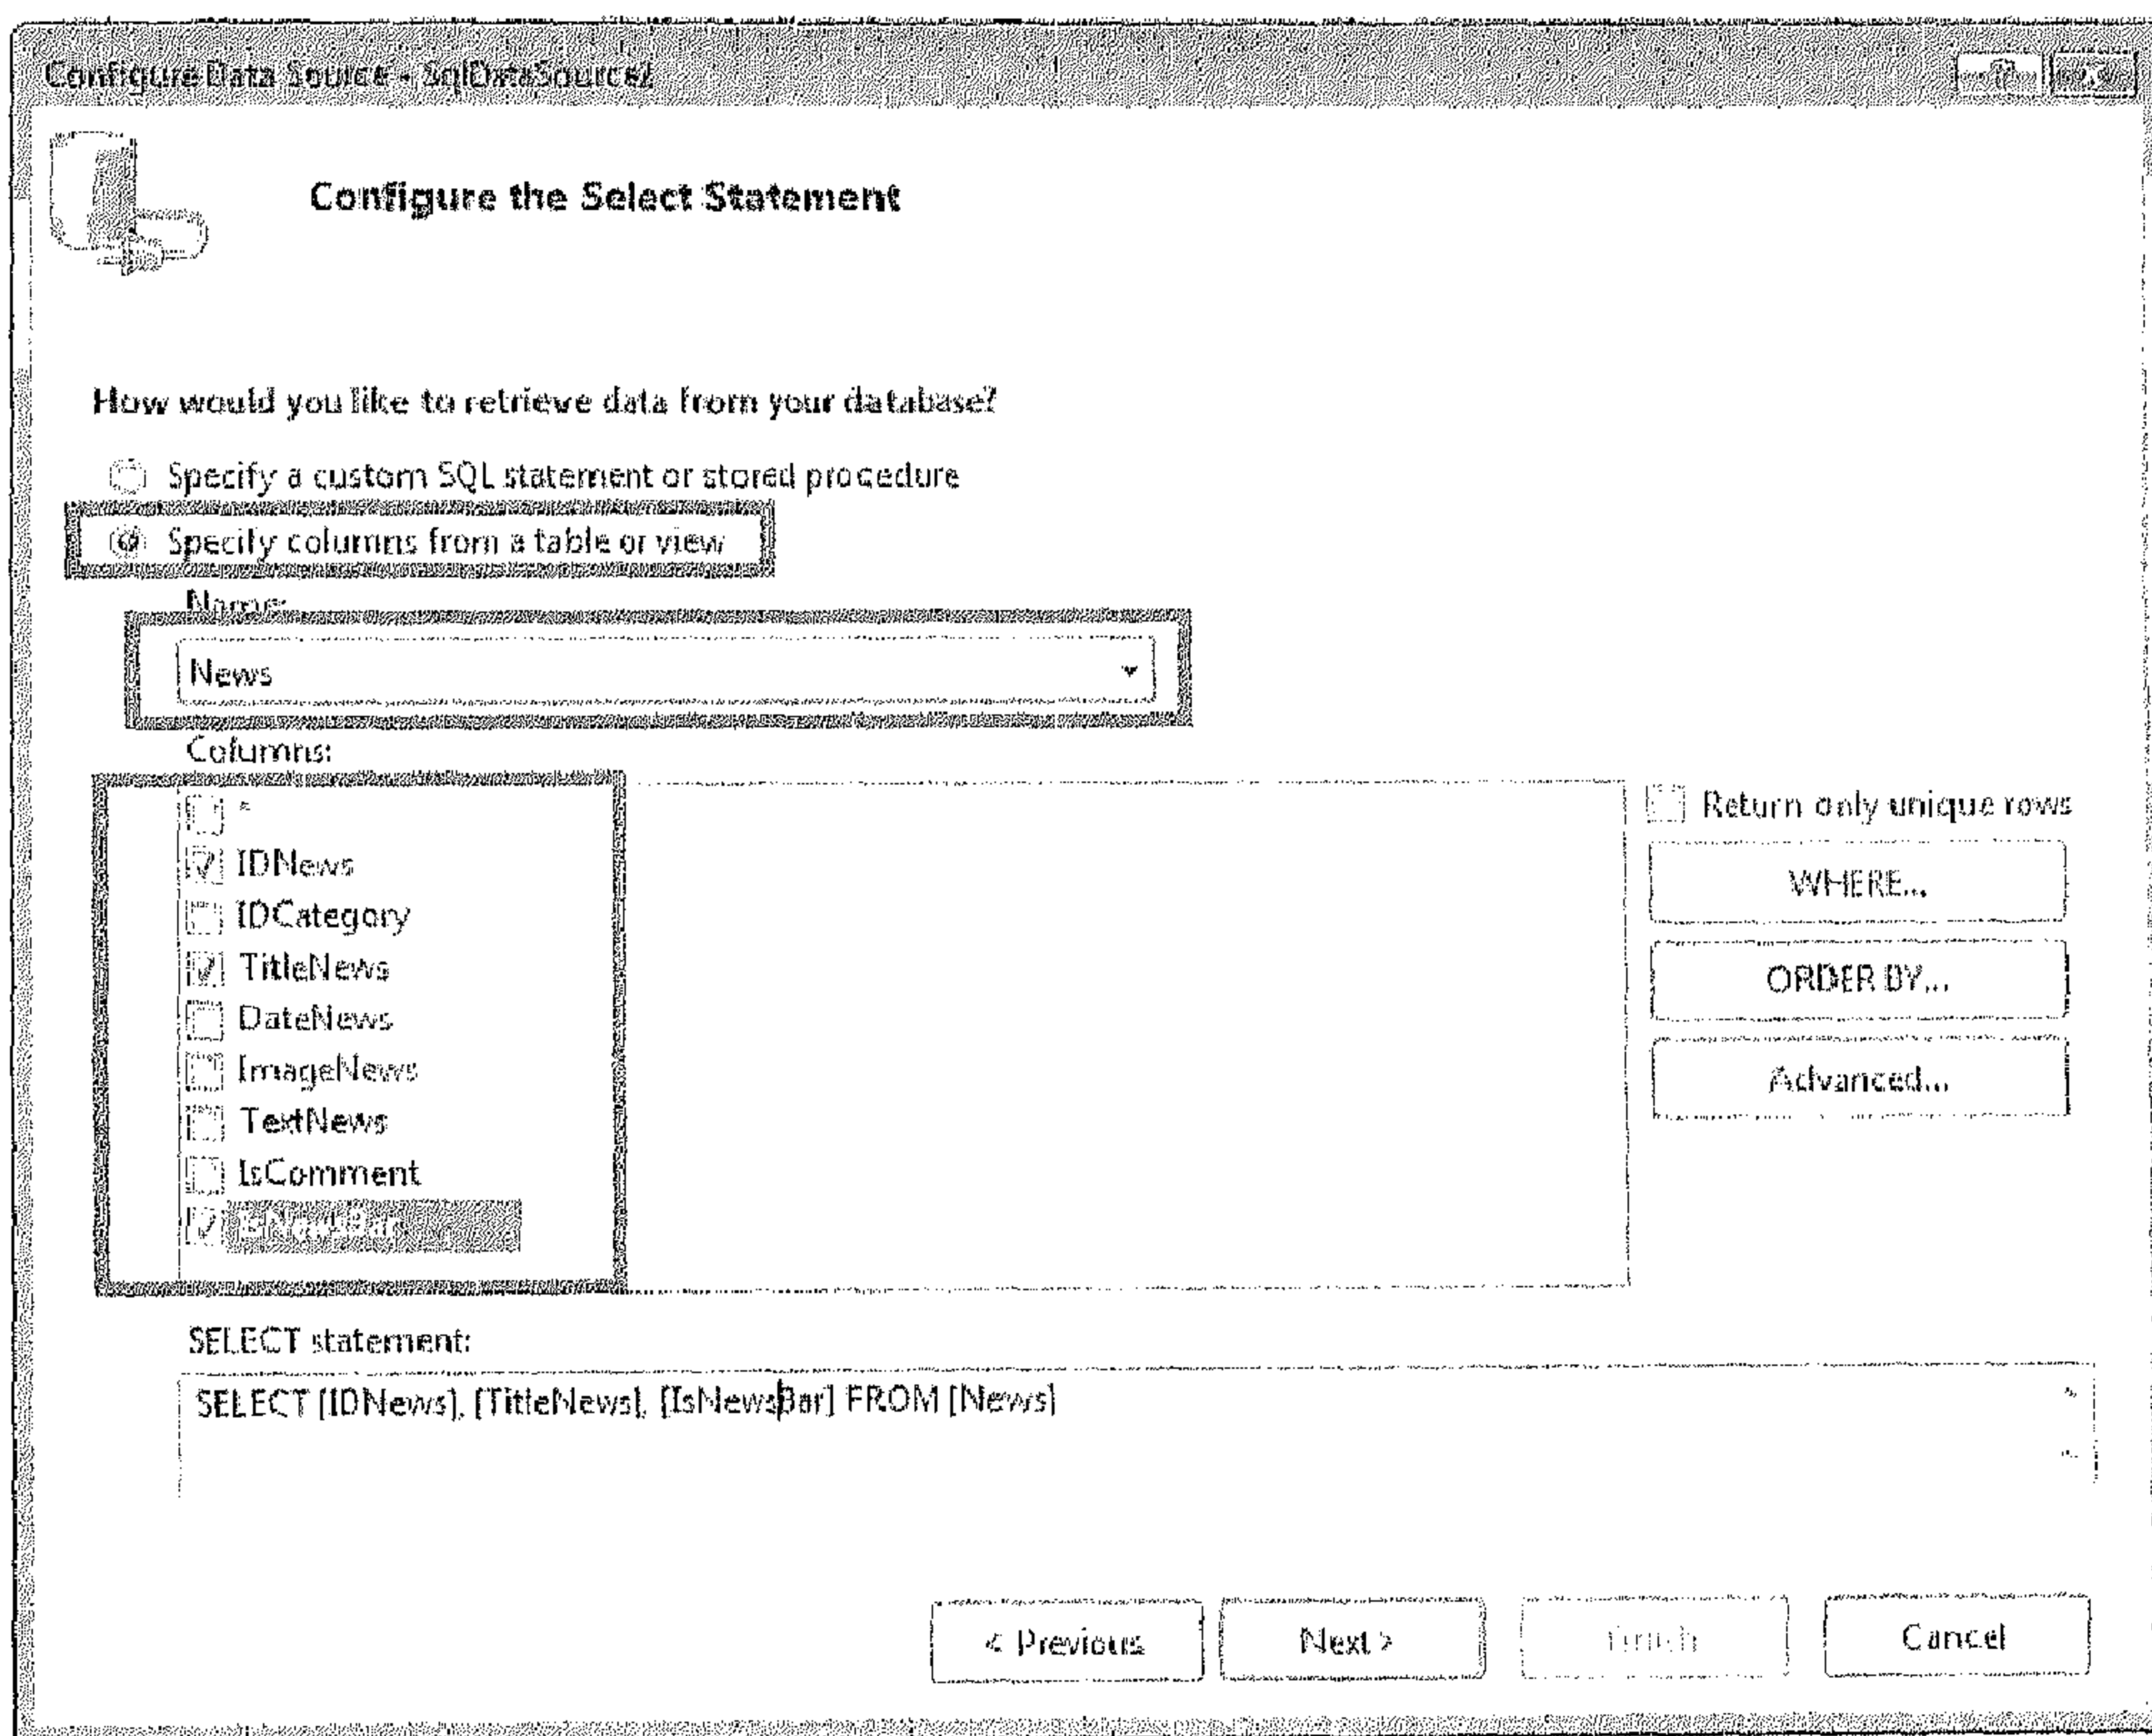 Configure Data Source - SqlDataSource2
Configure the Select Statement
How would you like to retrieve data from your database?
Specify a custom SQL statement or stored procedure
Specify columns from a table or view
Name:
News
Columns:
*
IDNews
IDCategory
TitleNews
DateNews
ImageNews
TextNews
IsComment
IsNewsBar
Return only unique rows
WHERE...
ORDER BY...
Advanced...
SELECT statement:
SELECT [IDNews], [TitleNews], [IsNewsBar] FROM [News]
< Previous
Next >
Finish
Cancel